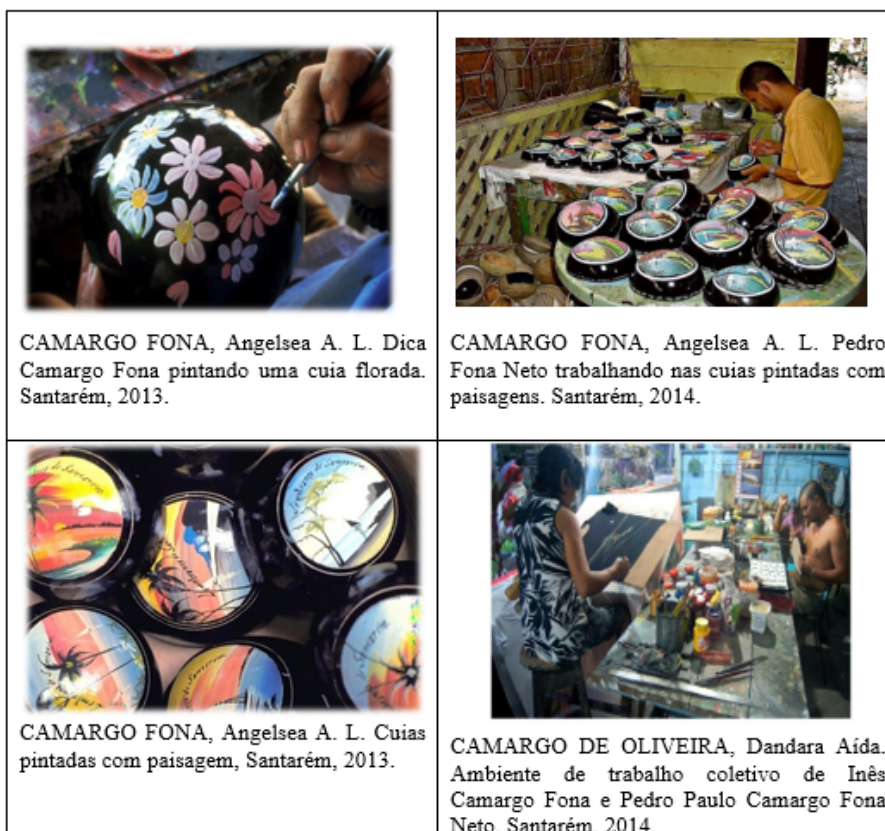 CAMARGO FONA, Angelsea A. L. Dica
Camargo Fona pintando uma cuia florada.
Santarém, 2013.
CAMARGO FONA, Angelsea A. L. Pedro
Fona Neto trabalhando nas cuias pintadas com
paisagens. Santarém, 2014.
CAMARGO FONA, Angelsea A. L. Cuias
pintadas com paisagem, Santarém, 2013.
CAMARGO DE OLIVEIRA, Dandara Aída.
Ambiente de trabalho coletivo de Inês
Camargo Fona e Pedro Paulo Camargo Fona
Neto. Santarém, 2014